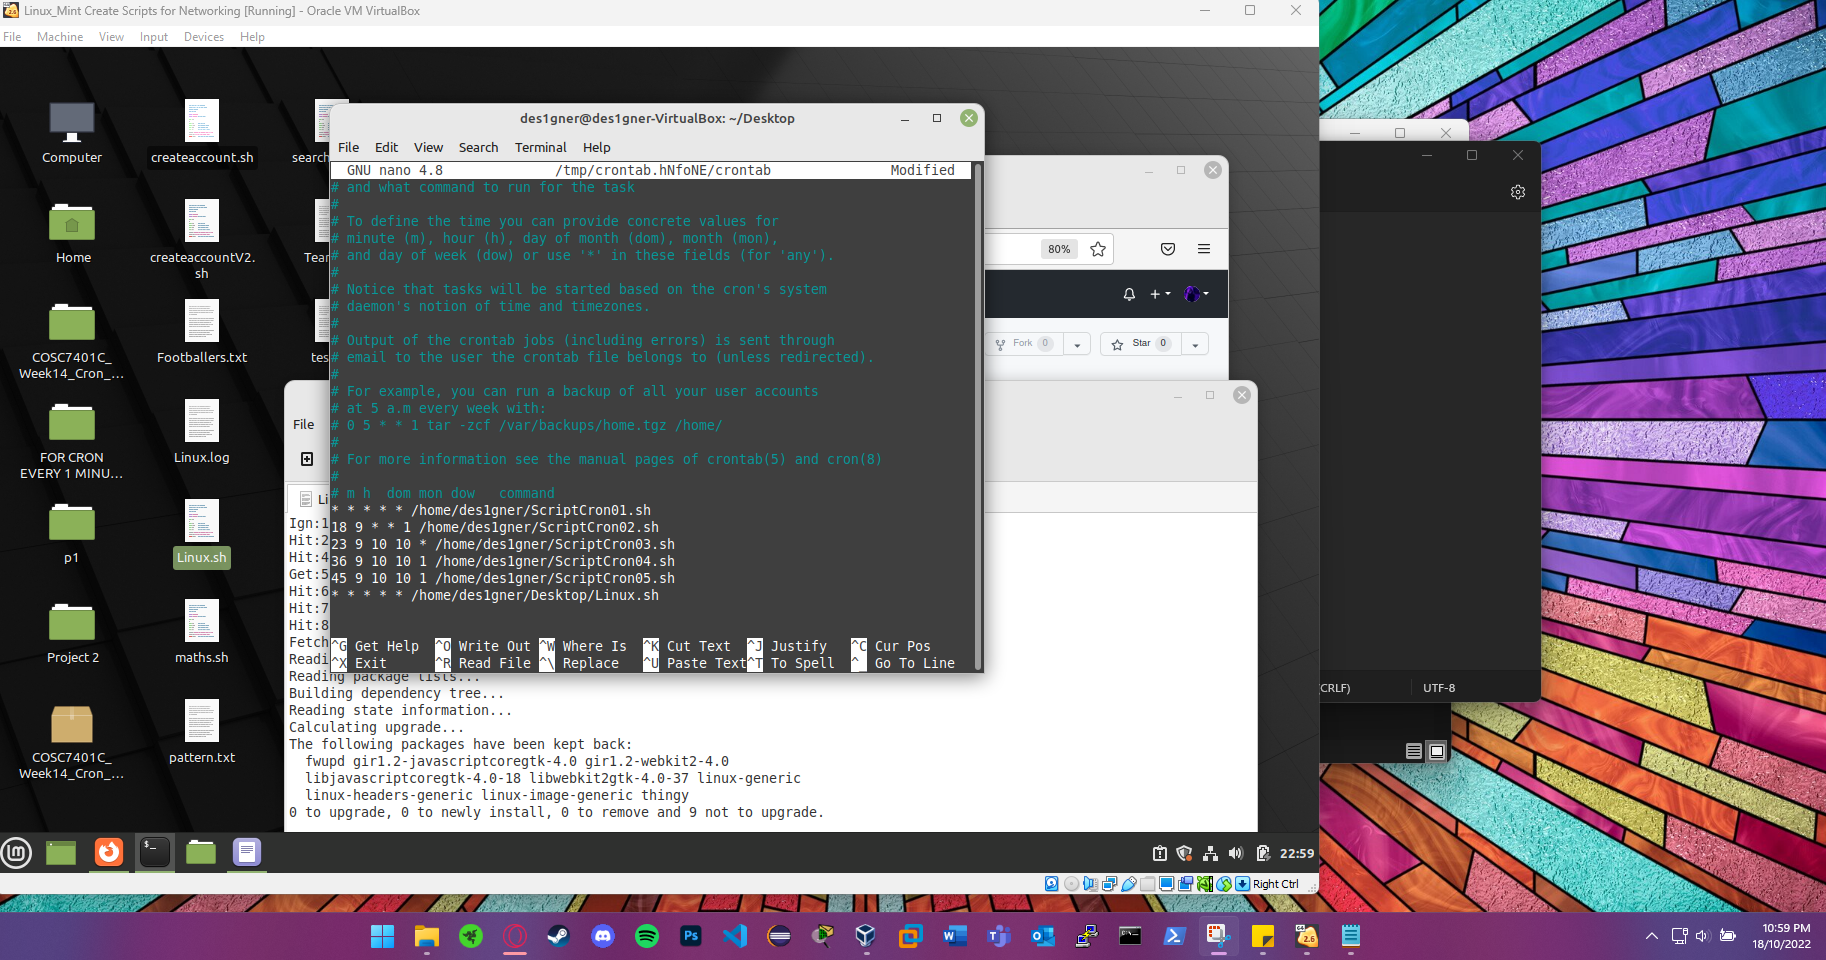 Linux_Mint Create Scripts for Networking [Running] - Oracle VM VirtualBox
File Machine View Input Devices Help
Computer
createaccount.sh
search
Home
createaccountV2.
sh
Tean
COSC7401C_
Week14_Cron_...
Footballers.txt
tes
FOR CRON
EVERY 1 MINU...
Linux.log
p1
Linux.sh
Project 2
maths.sh
COSC7401C_
Week14_Cron_...
pattern.txt
des1gner@des1gner-VirtualBox: ~/Desktop
File Edit View Search Terminal Help
GNU nano 4.8 /tmp/crontab.hNfoNE/crontab Modified
# and what command to run for the task
#
# To define the time you can provide concrete values for
# minute (m), hour (h), day of month (dom), month (mon),
# and day of week (dow) or use '*' in these fields (for 'any').
#
# Notice that tasks will be started based on the cron's system
# daemon's notion of time and timezones.
#
# Output of the crontab jobs (including errors) is sent through
# email to the user the crontab file belongs to (unless redirected).
#
# For example, you can run a backup of all your user accounts
# at 5 a.m every week with:
# 0 5 * * 1 tar -zcf /var/backups/home.tgz /home/
#
# For more information see the manual pages of crontab(5) and cron(8)
#
# m h  dom mon dow   command
* * * * * /home/des1gner/ScriptCron01.sh
18 9 * * 1 /home/des1gner/ScriptCron02.sh
23 9 10 10 * /home/des1gner/ScriptCron03.sh
36 9 10 10 1 /home/des1gner/ScriptCron04.sh
45 9 10 10 1 /home/des1gner/ScriptCron05.sh
* * * * * /home/des1gner/Desktop/Linux.sh
^G Get Help ^O Write Out ^W Where Is ^K Cut Text ^J Justify ^C Cur Pos
^X Exit ^R Read File ^\ Replace ^U Paste Text ^T To Spell ^_ Go To Line
80%
Fork 0
Star 0
File
Li
Ign:1
Hit:2
Hit:4
Get:5
Hit:6
Hit:7
Hit:8
Fetch
Readi
Reading package lists...
Building dependency tree...
Reading state information...
Calculating upgrade...
The following packages have been kept back:
fwupd gir1.2-javascriptcoregtk-4.0 gir1.2-webkit2-4.0
libjavascriptcoregtk-4.0-18 libwebkit2gtk-4.0-37 linux-generic
linux-headers-generic linux-image-generic thingy
0 to upgrade, 0 to newly install, 0 to remove and 9 not to upgrade.
22:59
Right Ctrl
(CRLF) UTF-8
10:59 PM
18/10/2022